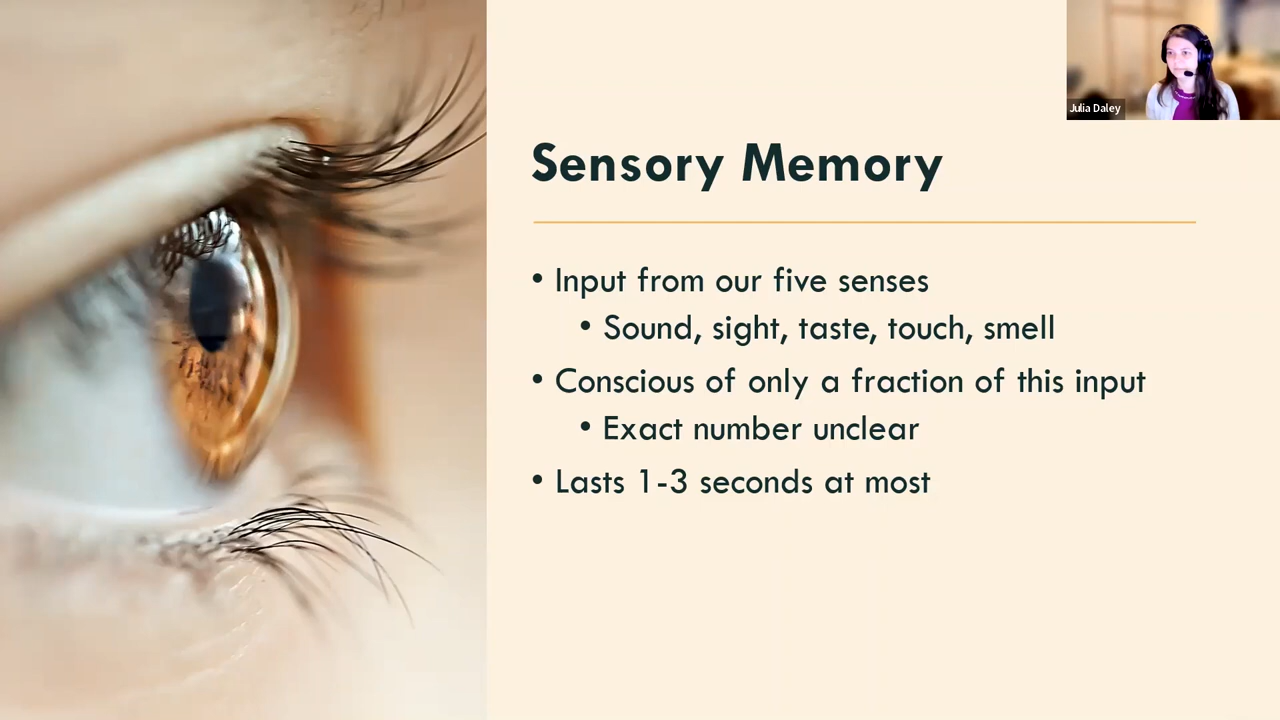 Julia Daley
Sensory Memory
• Input from our five senses
• Sound, sight, taste, touch, smell
• Conscious of only a fraction of this input
• Exact number unclear
• Lasts 1-3 seconds at most